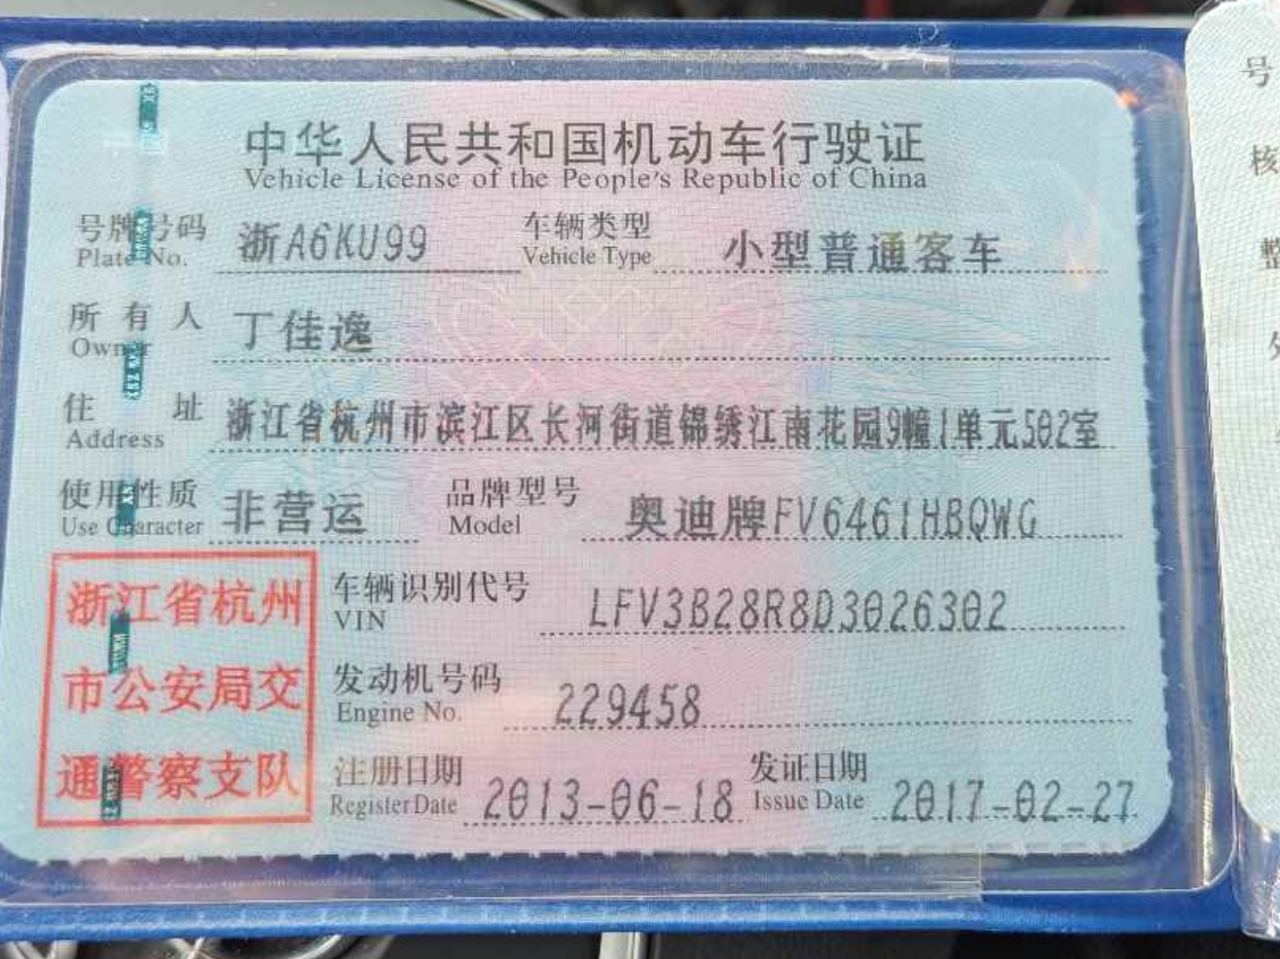 中华人民共和国机动车行驶证
Vehicle License of the People's Republic of China
号牌号码 浙A6KU99 车辆类型 小型普通客车
Plate No. Vehicle Type
所有人 丁佳逸
Owner
住址 浙江省杭州市滨江区长河街道锦绣江南花园9幢1单元502室
Address
使用性质 非营运 品牌型号 奥迪牌FV6461HBQWG
Use Character Model
浙江省杭州
市公安局交
通警察支队
车辆识别代号 LFV3B28R8D3026302
VIN
发动机号码 229458
Engine No.
注册日期 2013-06-18 发证日期 2017-02-27
Register Date Issue Date
号
核
整